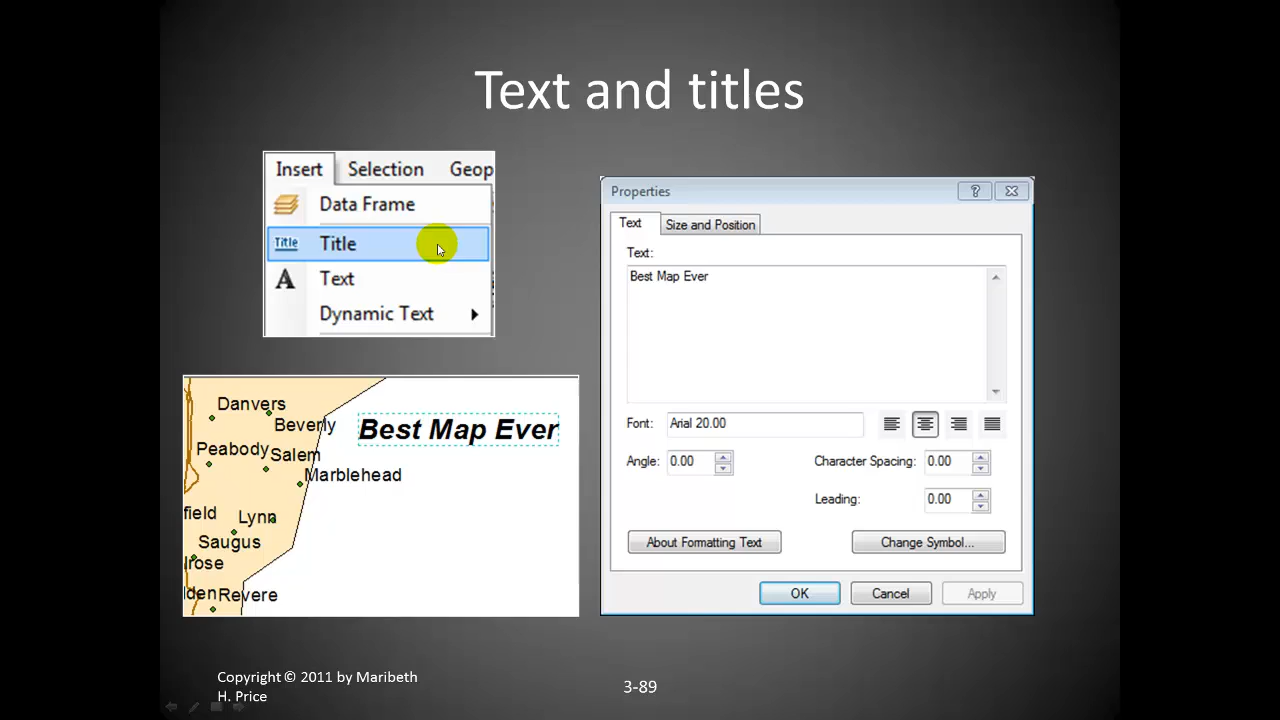 Text and titles
Insert Selection Geop
Data Frame
Title Title
A Text
Dynamic Text
Danvers
Beverly
Best Map Ever
Peabody
Salem
Marblehead
field
Lynn
Saugus
lrose
lden
Revere
Properties
Text Size and Position
Text:
Best Map Ever
Font: Arial 20.00
Angle: 0.00 Character Spacing: 0.00
Leading: 0.00
About Formatting Text Change Symbol...
OK Cancel Apply
Copyright © 2011 by Maribeth
H. Price
3-89